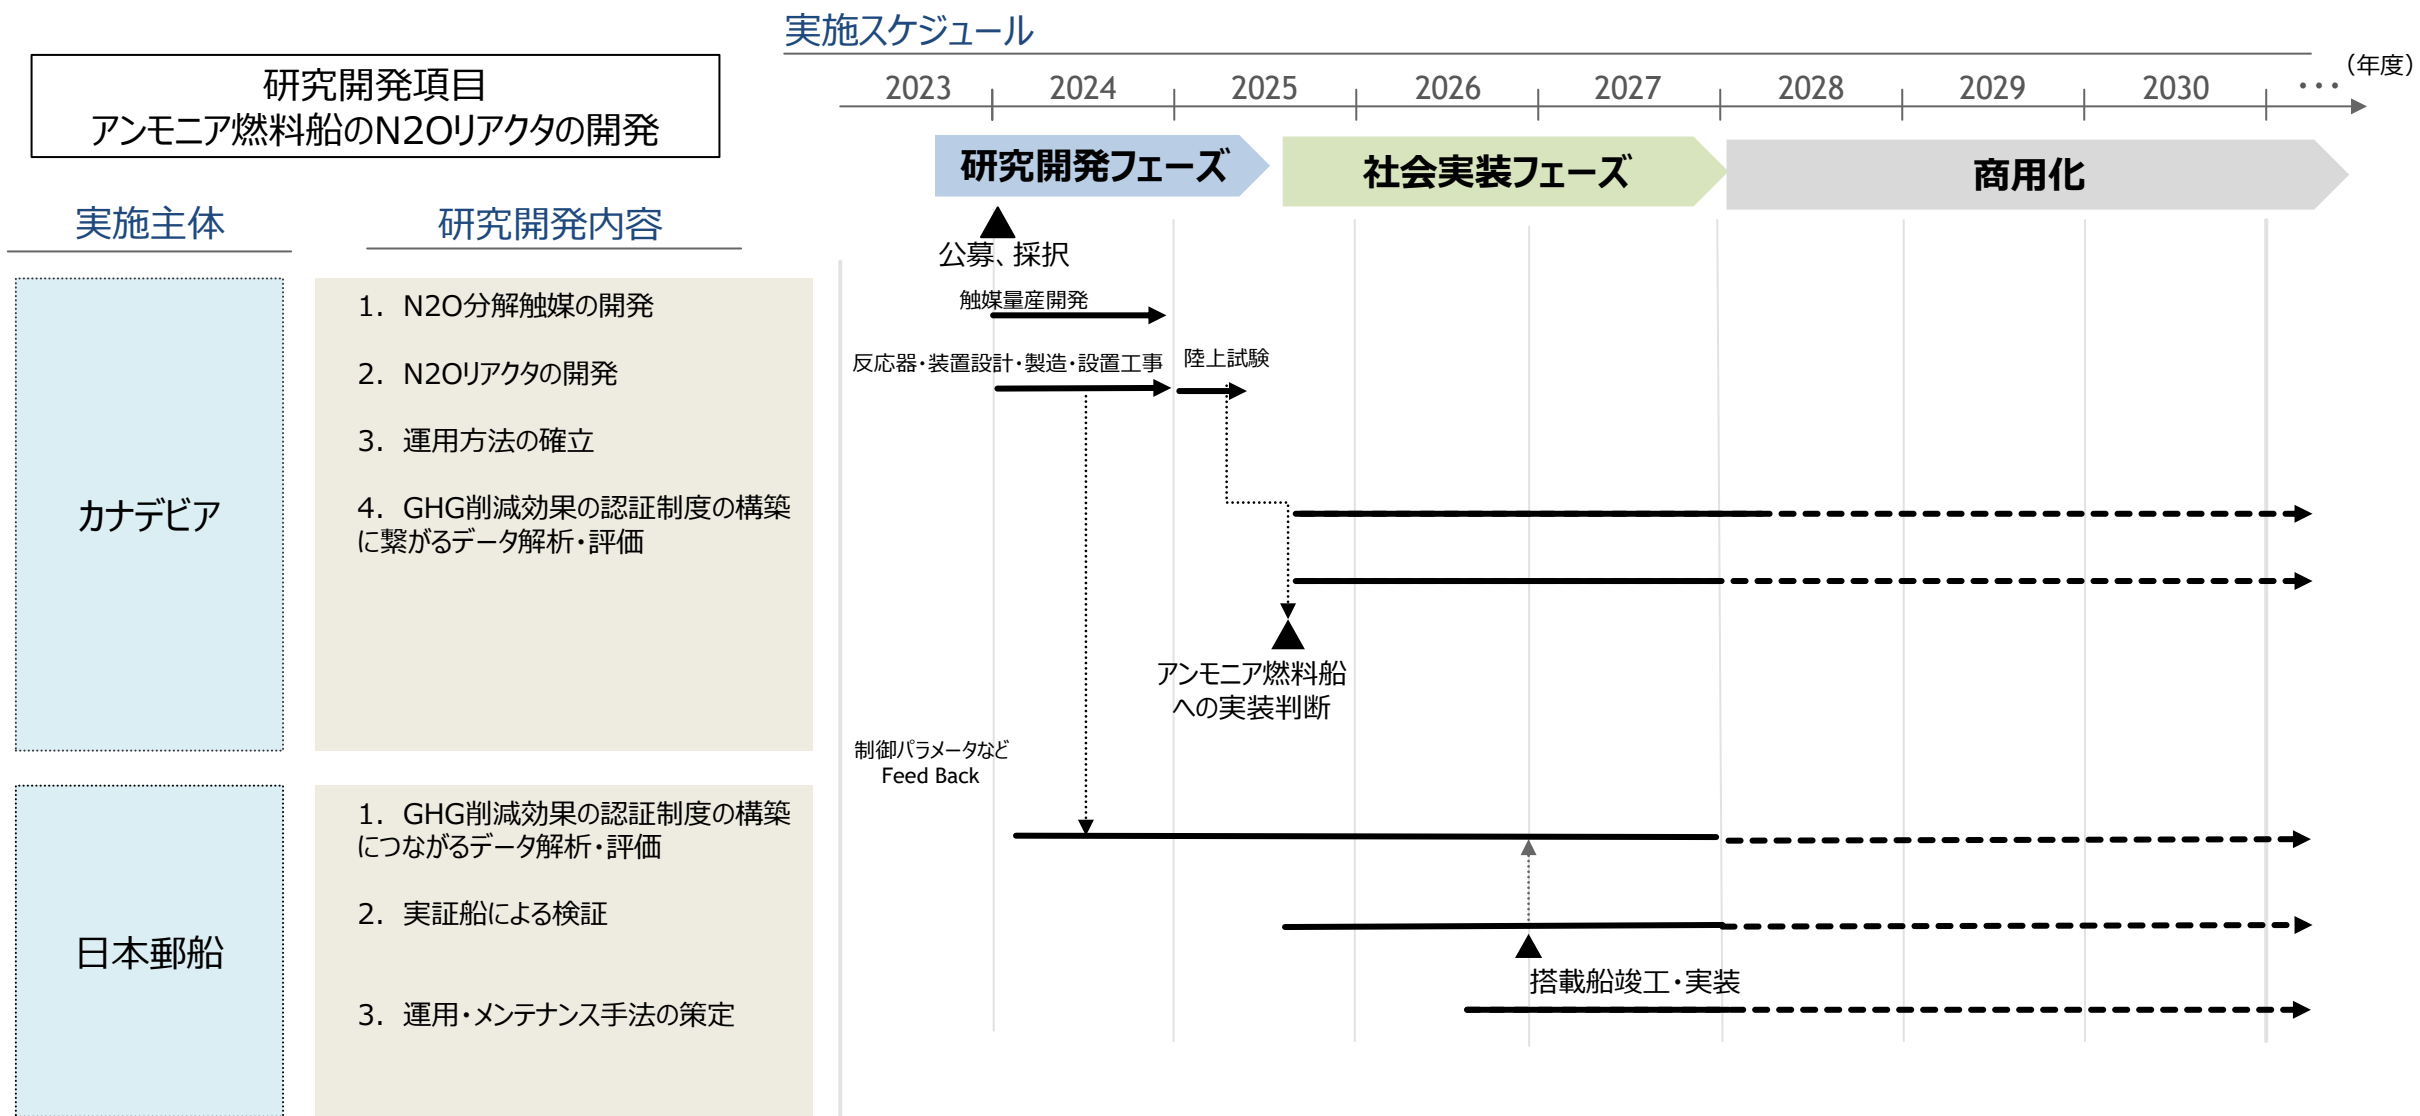 実施スケジュール
研究開発項目
アンモニア燃料船のN2Oリアクタの開発
2023 2024 2025 2026 2027 2028 2029 2030 ・・・ (年度)
研究開発フェーズ 社会実装フェーズ 商用化
実施主体 研究開発内容
公募、採択
カナデビア
1. N2O分解触媒の開発
2. N2Oリアクタの開発
3. 運用方法の確立
4. GHG削減効果の認証制度の構築
に繋がるデータ解析・評価
触媒量産開発
反応器・装置設計・製造・設置工事
陸上試験
アンモニア燃料船
への実装判断
制御パラメータなど
Feed Back
日本郵船
1. GHG削減効果の認証制度の構築
につながるデータ解析・評価
2. 実証船による検証
3. 運用・メンテナンス手法の策定
搭載船竣工・実装